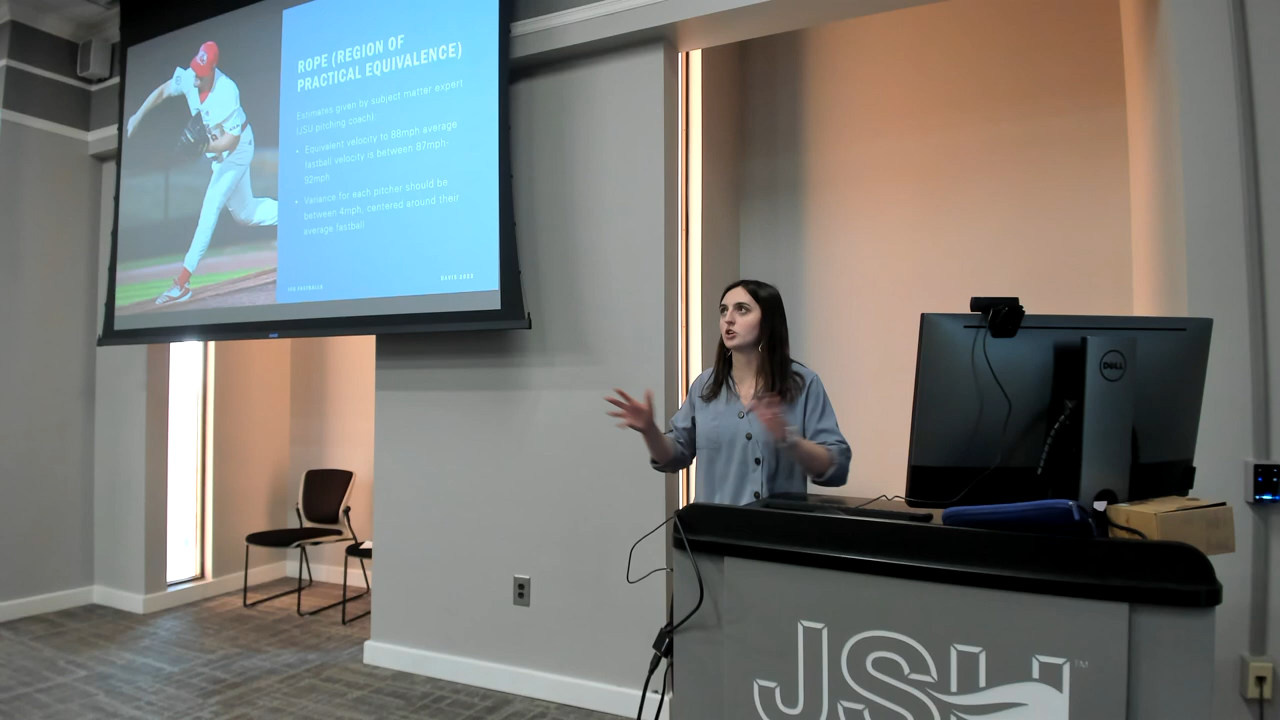 ROPE (REGION OF
PRACTICAL EQUIVALENCE)
Estimates given by subject matter expert
(JSU pitching coach):
• Equivalent velocity to 88mph average
fastball velocity is between 87mph-
92mph
• Variance for each pitcher should be
between 4mph, centered around their
average fastball
DELL
JSU
TM